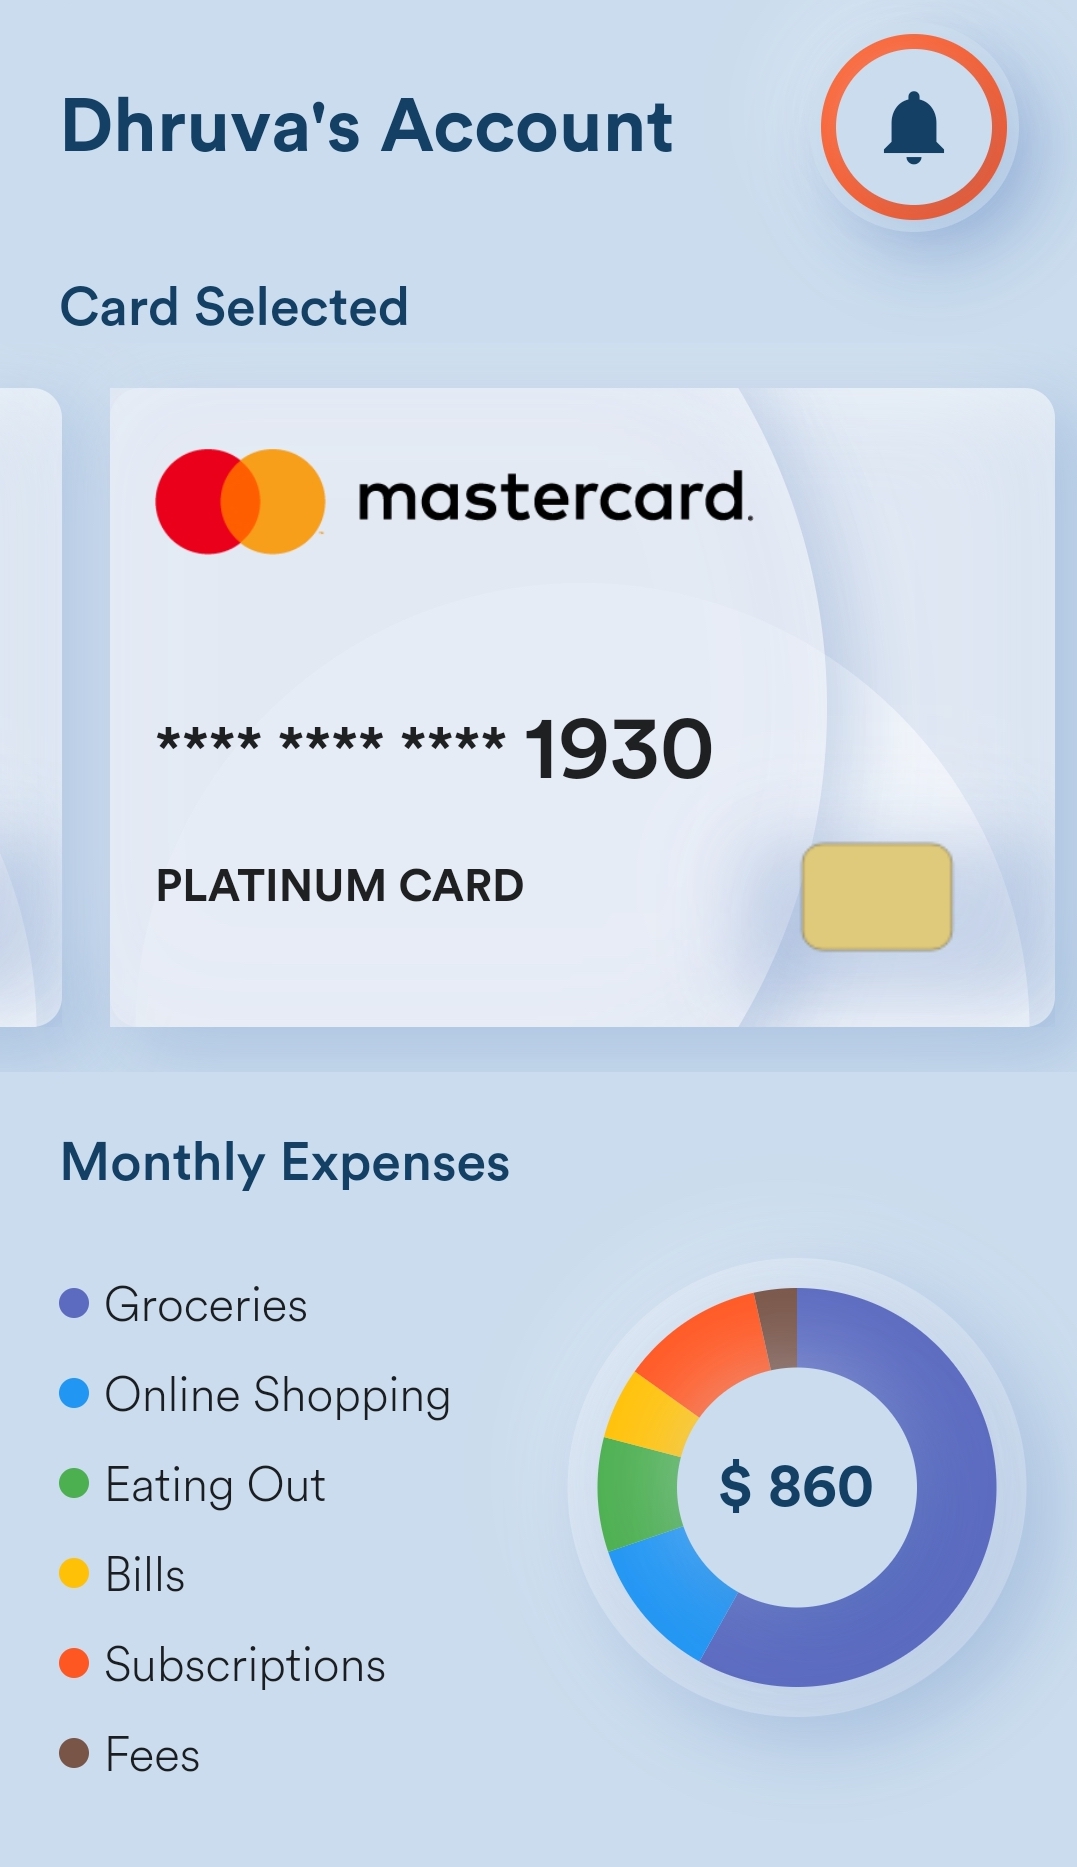 Dhruva's Account
Card Selected
mastercard.
**** **** **** 1930
PLATINUM CARD
Monthly Expenses
Groceries
Online Shopping
Eating Out
Bills
Subscriptions
Fees
$ 860